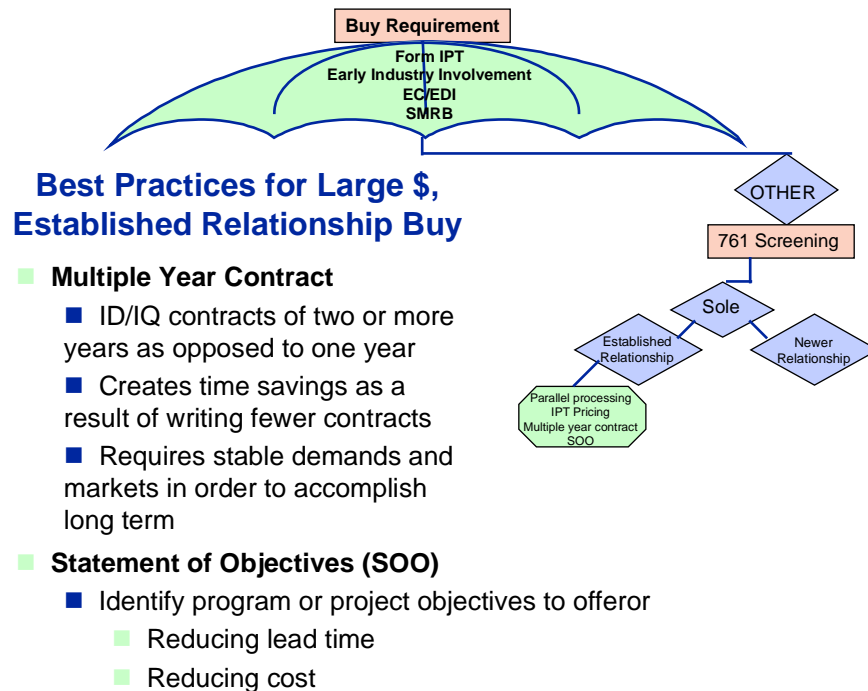 Buy Requirement
Form IPT
Early Industry Involvement
EC/EDI
SMRB
Best Practices for Large $,
Established Relationship Buy
OTHER
761 Screening
Sole
Established
Relationship
Newer
Relationship
Parallel processing
IPT Pricing
Multiple year contract
SOO
Multiple Year Contract
ID/IQ contracts of two or more
years as opposed to one year
Creates time savings as a
result of writing fewer contracts
Requires stable demands and
markets in order to accomplish
long term
Statement of Objectives (SOO)
Identify program or project objectives to offeror
Reducing lead time
Reducing cost